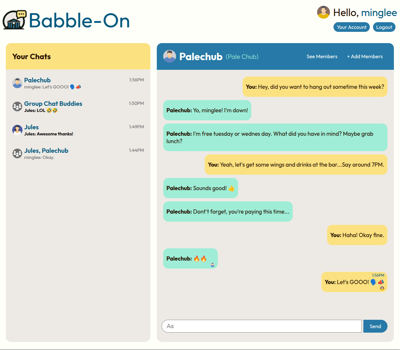 Babble-On
Hello, minglee
Your Account
Logout
Your Chats
Palechub
1:56PM
minglee: Let's GOOO! 🗣️📣
Group Chat Buddies
1:50PM
Jules: LOL 🤣🤣
Jules
1:49PM
Jules: Awesome thanks!
Jules, Palechub
1:44PM
minglee: Okay.
Palechub (Pale Chub)
See Members
+ Add Members
You: Hey, did you want to hang out sometime this week?
Palechub: Yo, minglee! I'm down!
Palechub: I'm free tuesday or wednes day. What did you have in mind? Maybe grab
lunch?
You: Yeah, let's get some wings and drinks at the bar...Say around 7PM.
Palechub: Sounds good! 👍
Palechub: Dont't forget, you're paying this time...
You: Haha! Okay fine.
Palechub: 🔥🔥
1:56PM
You: Let's GOOO! 🗣️📣
Aa
Send